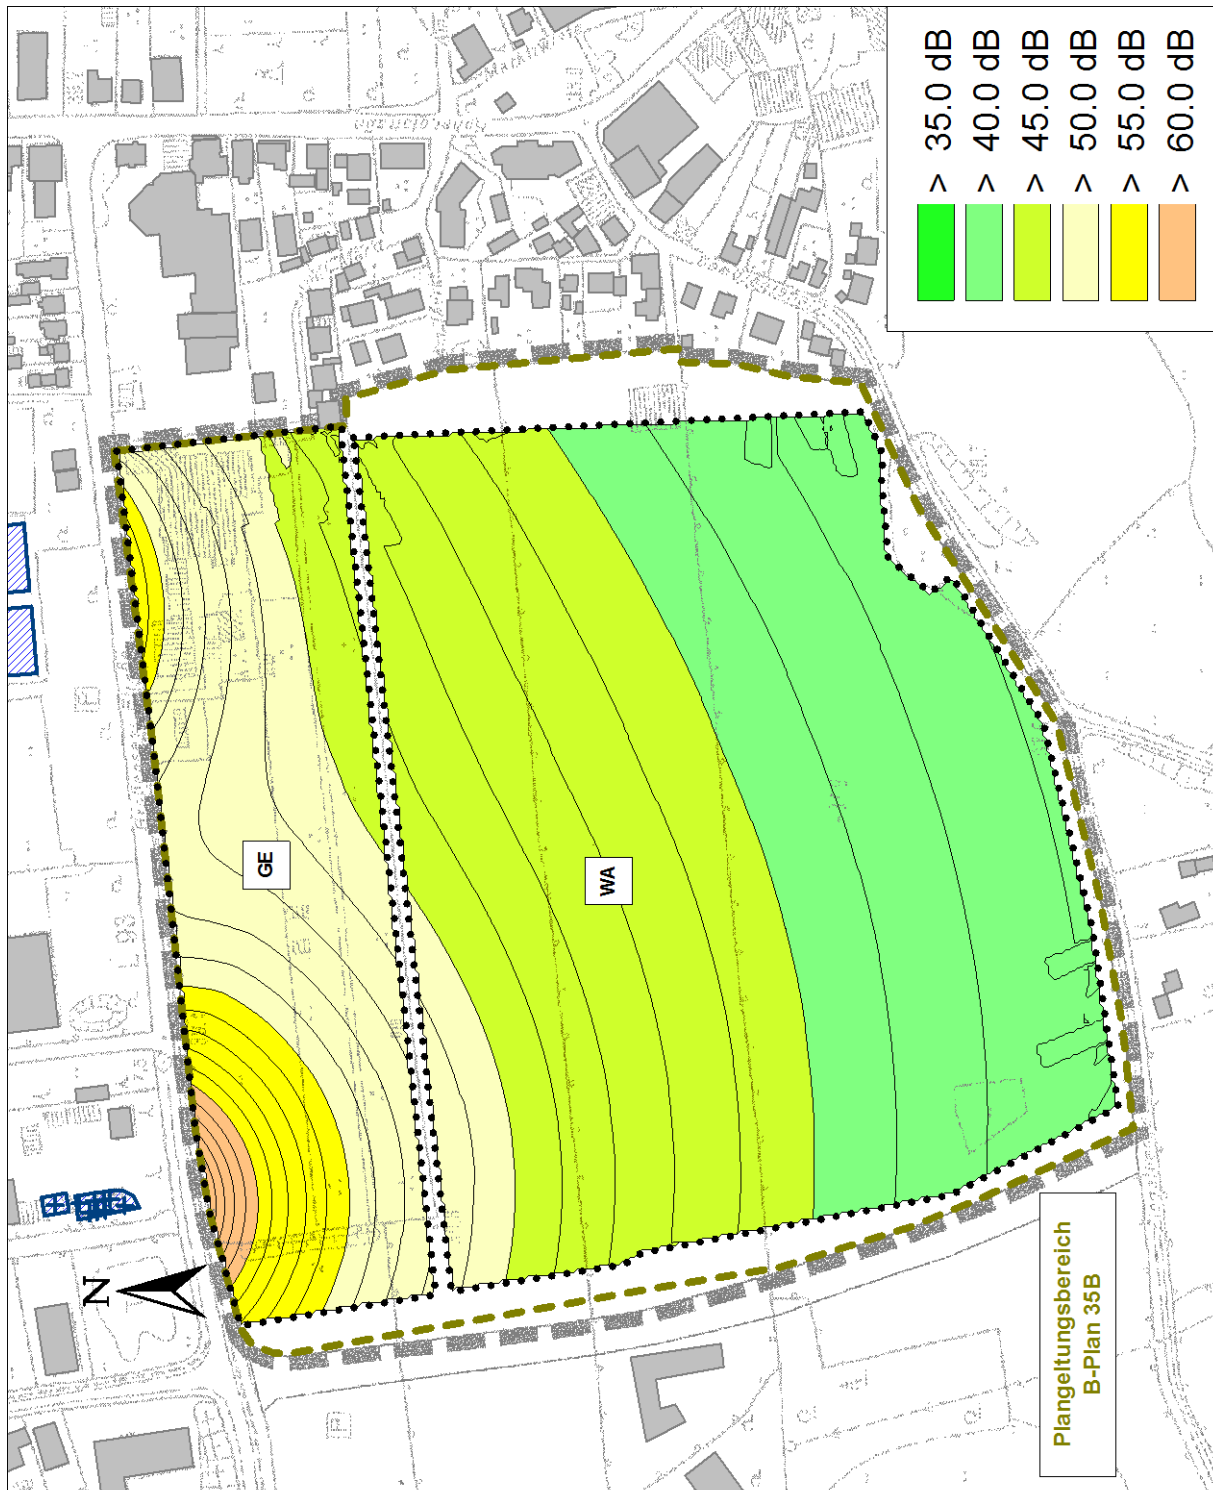 N
GE
WA
Plangeltungsbereich
B-Plan 35B
> 35.0 dB
> 40.0 dB
> 45.0 dB
> 50.0 dB
> 55.0 dB
> 60.0 dB